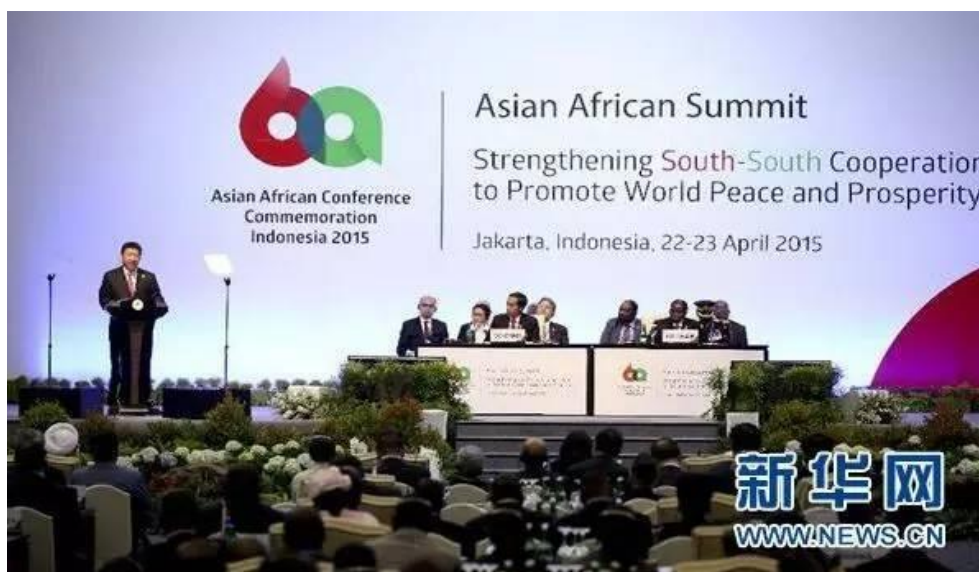 Asian African Conference
Commemoration
Indonesia 2015
Asian African Summit
Strengthening South-South Cooperation
to Promote World Peace and Prosperity
Jakarta, Indonesia, 22-23 April 2015
新华网
WWW.NEWS.CN